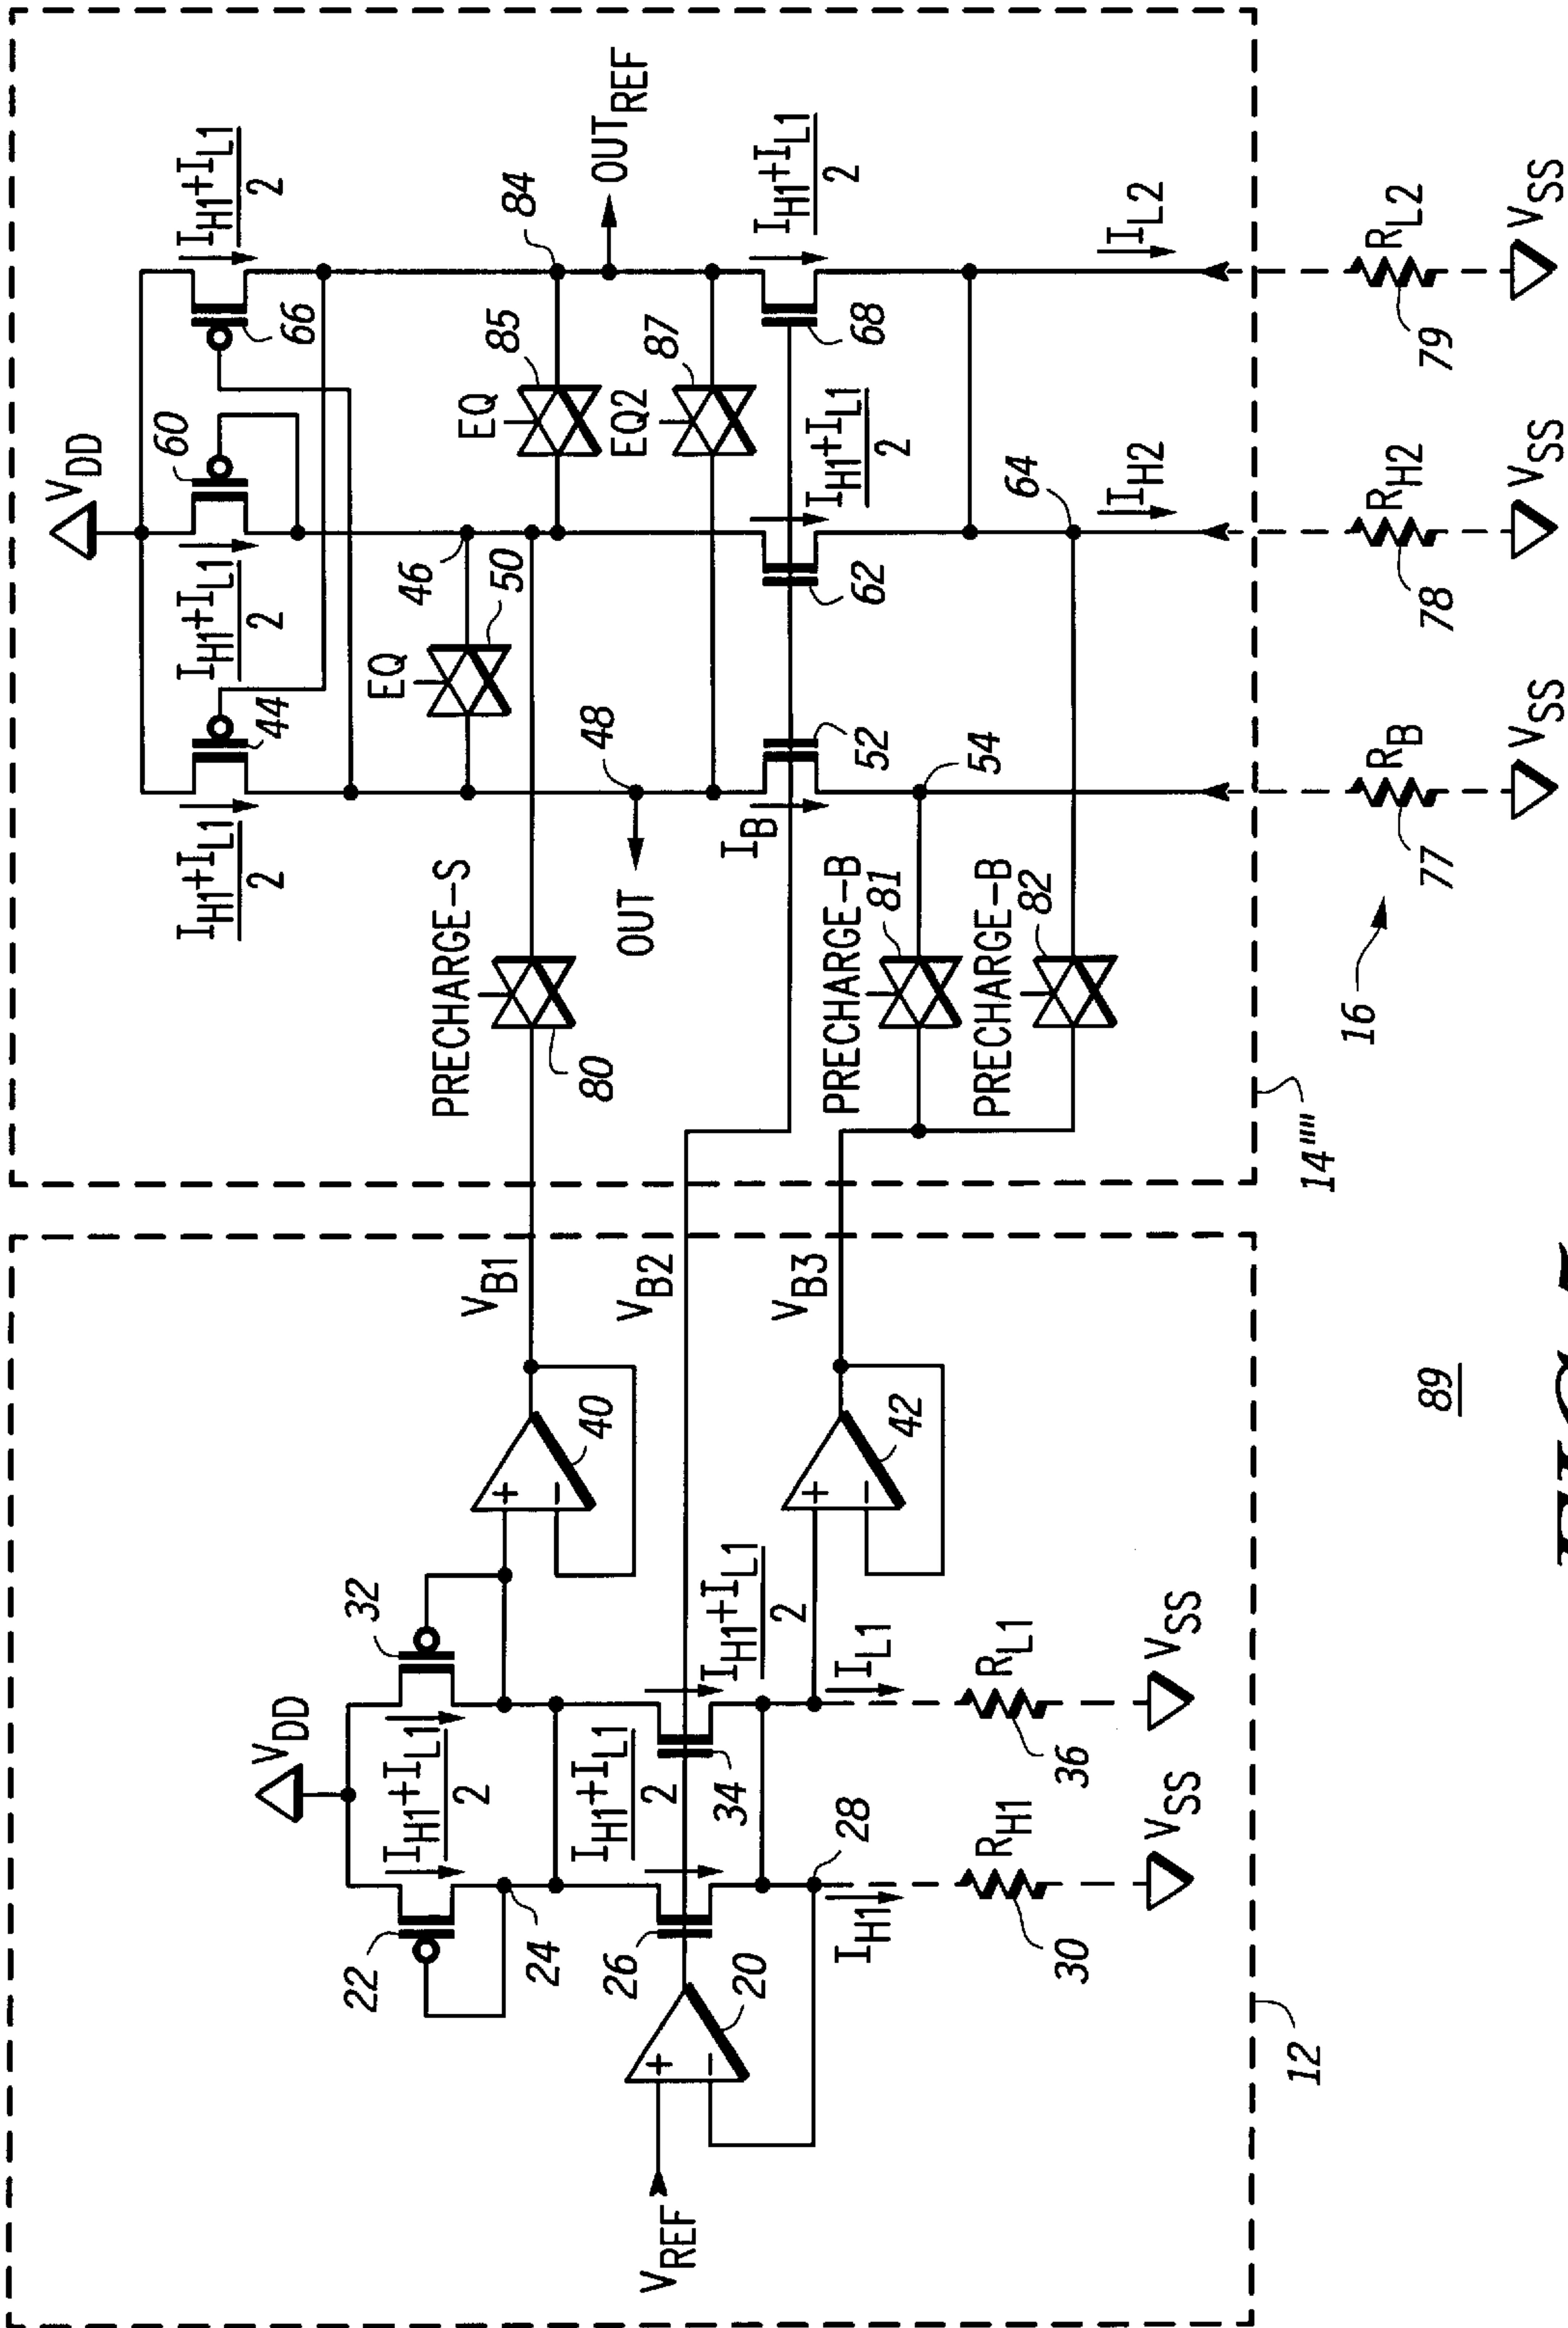 V_DD
I_H1+I_L1
2
44
I_H1+I_L1
2
60
I_H1+I_L1
2
66
EQ
46
50
EQ
85
84
OUT_REF
EQ2
87
PRECHARGE-S
80
48
OUT
I_B
52
62
I_H1+I_L1
2
68
I_H1+I_L1
2
PRECHARGE-B
81
54
PRECHARGE-B
82
64
I_H2
I_L2
14''''
16
77
R_B
78
R_H2
79
R_L2
V_SS
V_SS
V_SS
V_DD
22
32
I_H1+I_L1
2
24
40
V_B1
I_H1+I_L1
2
V_B2
V_REF
+
−
20
26
34
I_H1+I_L1
2
+
−
+
−
42
V_B3
28
I_H1
I_L1
30
R_H1
36
R_L1
V_SS
V_SS
12
89